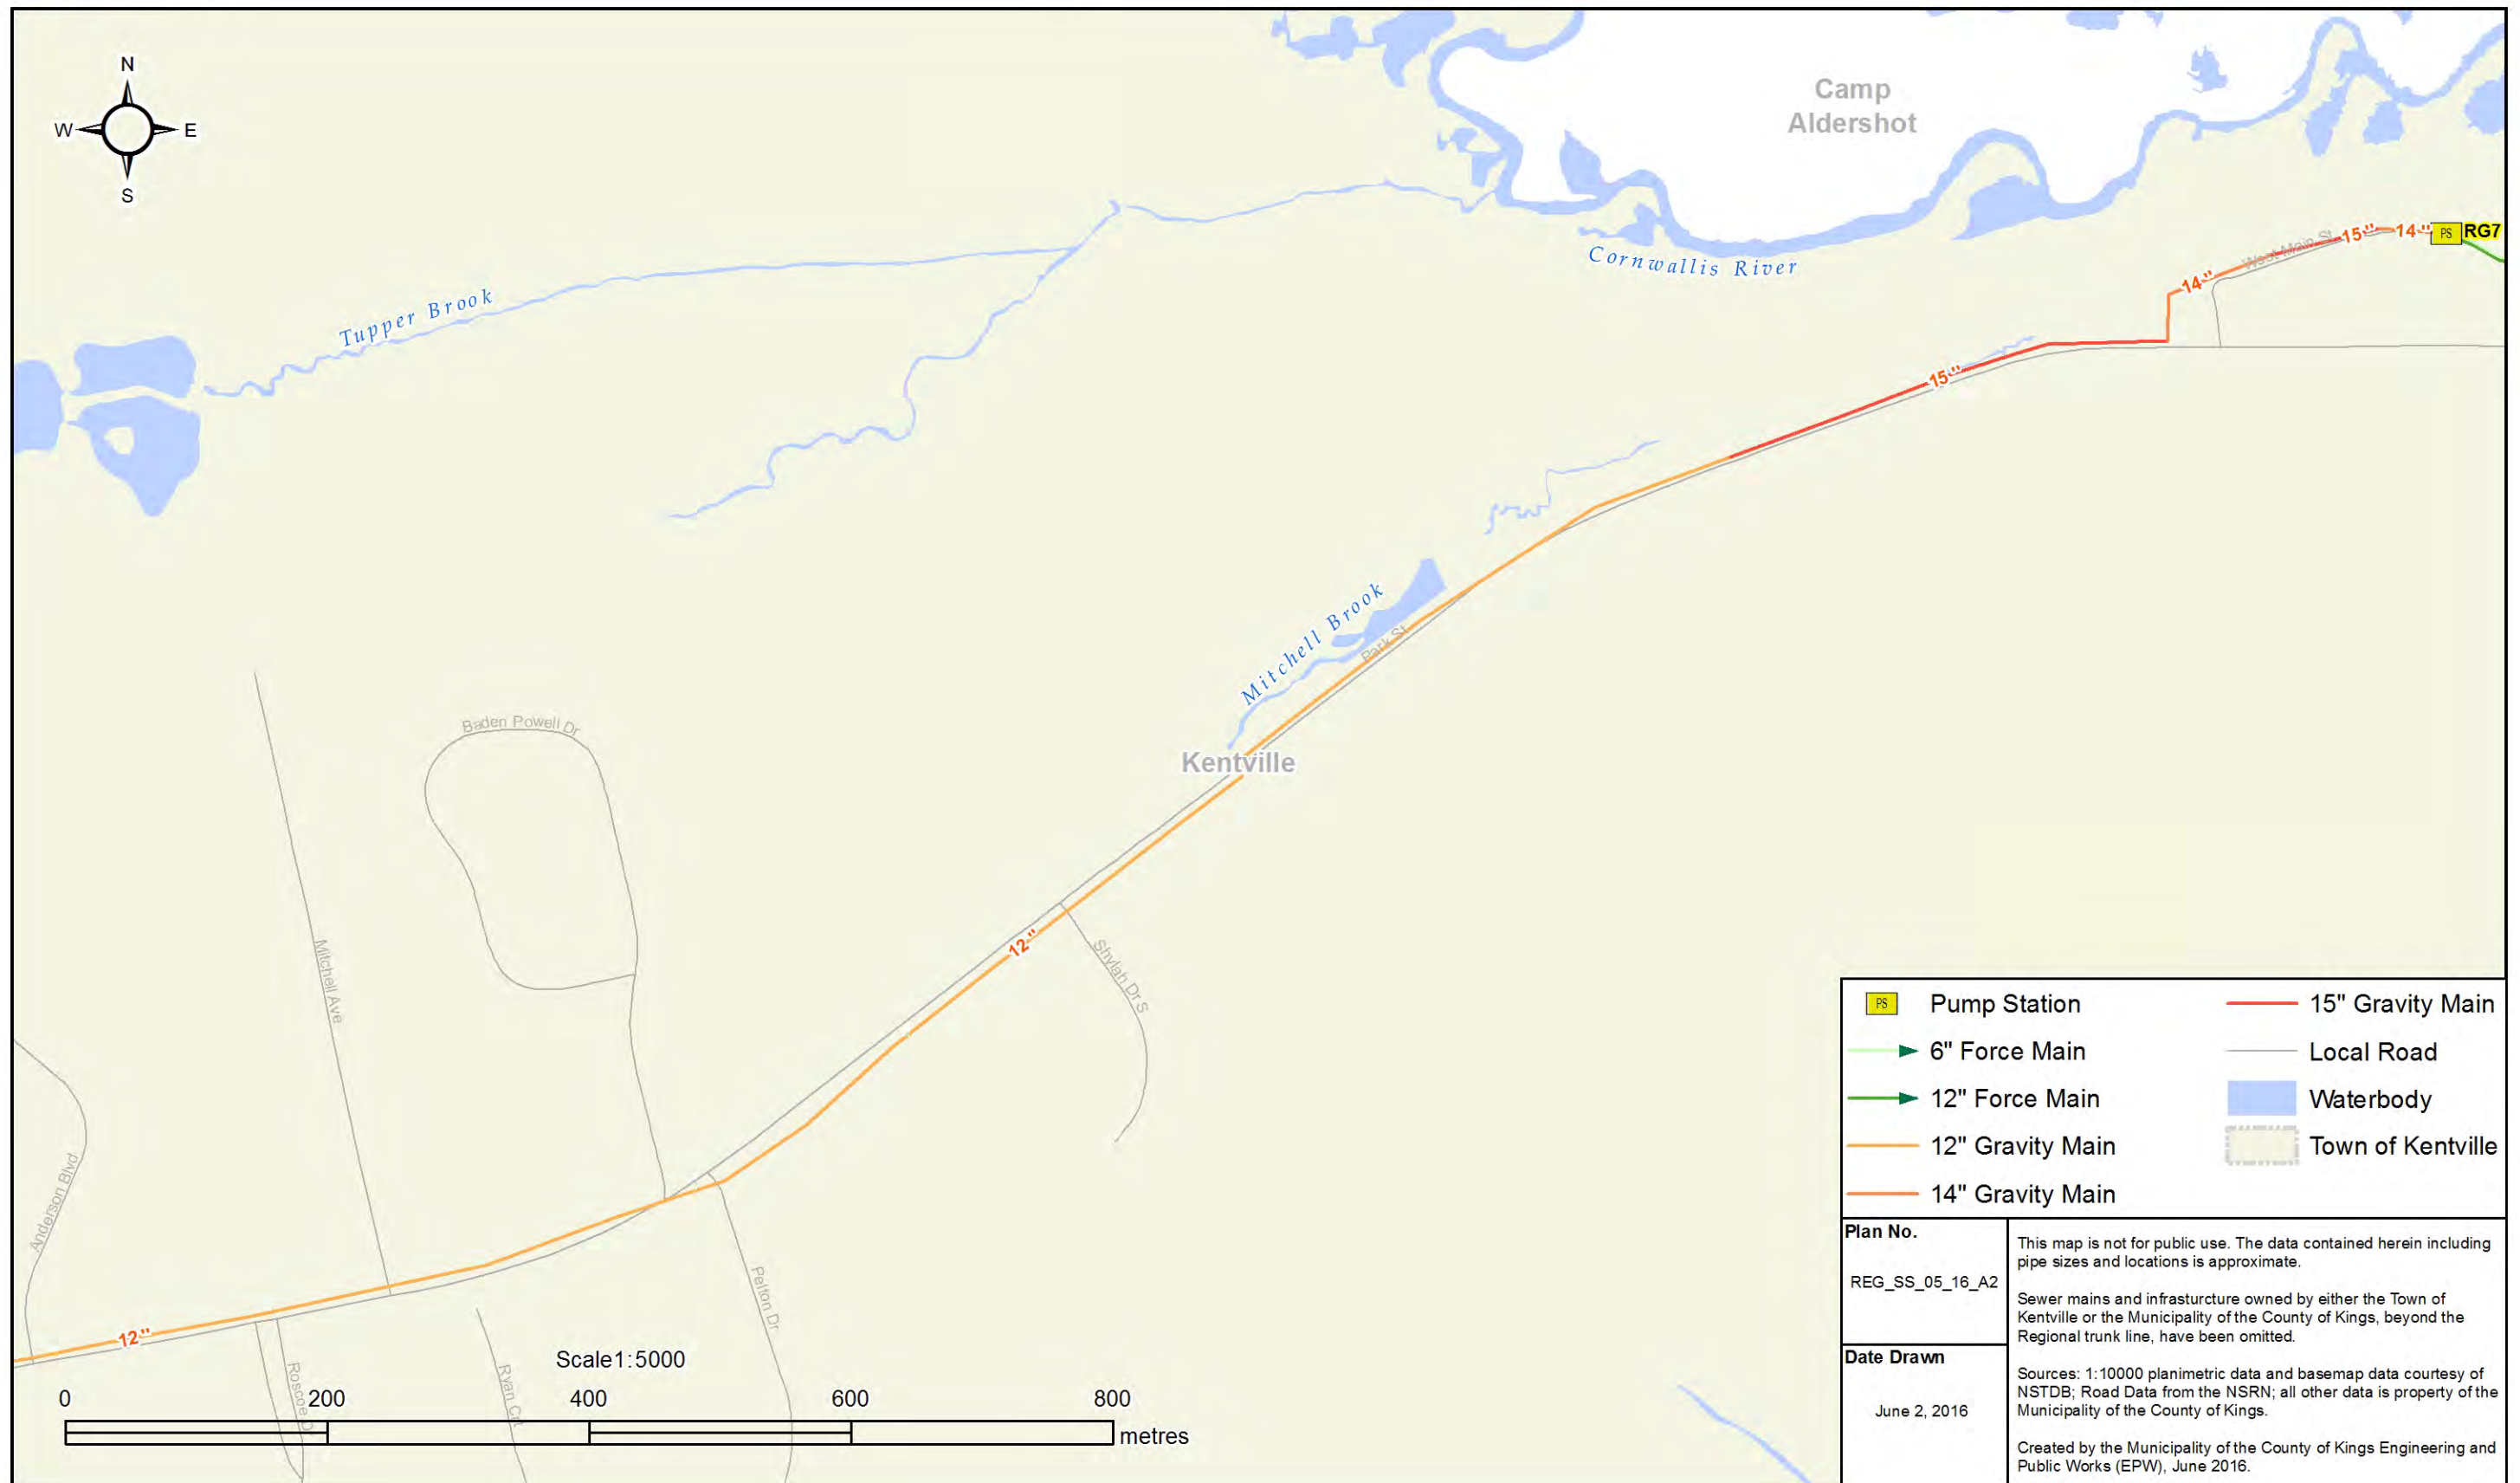 N
W E
S
Camp
Aldershot
Cornwallis River
Tupper Brook
West Main St
15"
14"
PS
RG7
14"
15"
Mitchell Brook
Park St
Kentville
Baden Powell Dr
Mitchell Ave
12"
Shylah Dr S
Anderson Blvd
Pelton Dr
12"
Roscoe D
Ryan Crt
Scale1:5000
0 200 400 600 800
metres
PS Pump Station
6" Force Main
12" Force Main
12" Gravity Main
14" Gravity Main
15" Gravity Main
Local Road
Waterbody
Town of Kentville
Plan No.
REG_SS_05_16_A2
Date Drawn
June 2, 2016
This map is not for public use. The data contained herein including
pipe sizes and locations is approximate.
Sewer mains and infrasturcture owned by either the Town of
Kentville or the Municipality of the County of Kings, beyond the
Regional trunk line, have been omitted.
Sources: 1:10000 planimetric data and basemap data courtesy of
NSTDB; Road Data from the NSRN; all other data is property of the
Municipality of the County of Kings.
Created by the Municipality of the County of Kings Engineering and
Public Works (EPW), June 2016.